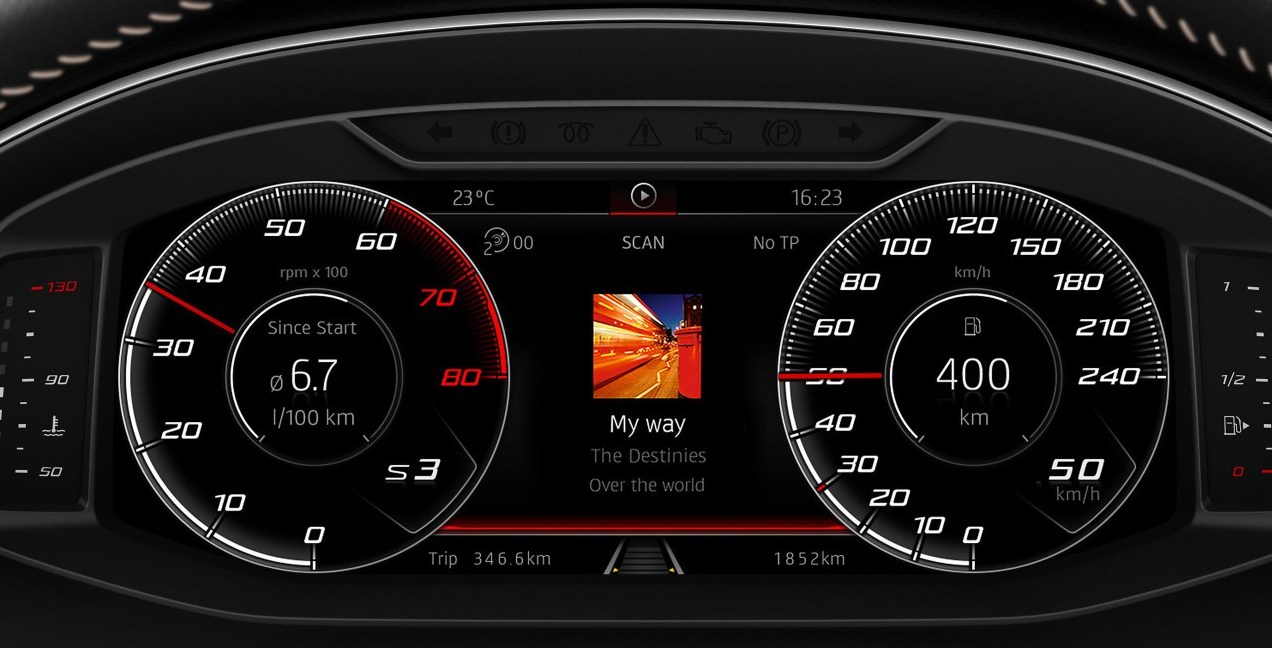 23°C
16:23
2 00
SCAN
No TP
50
60
40
rpm x 100
70
30
80
20
10
0
Since Start
ø 6.7
l/100 km
S 3
My way
The Destinies
Over the world
120
100
150
80
km/h
180
60
210
50
240
40
30
20
10
0
400
km
50
km/h
130
90
50
1
1/2
0
P
Trip 346.6km
1852km